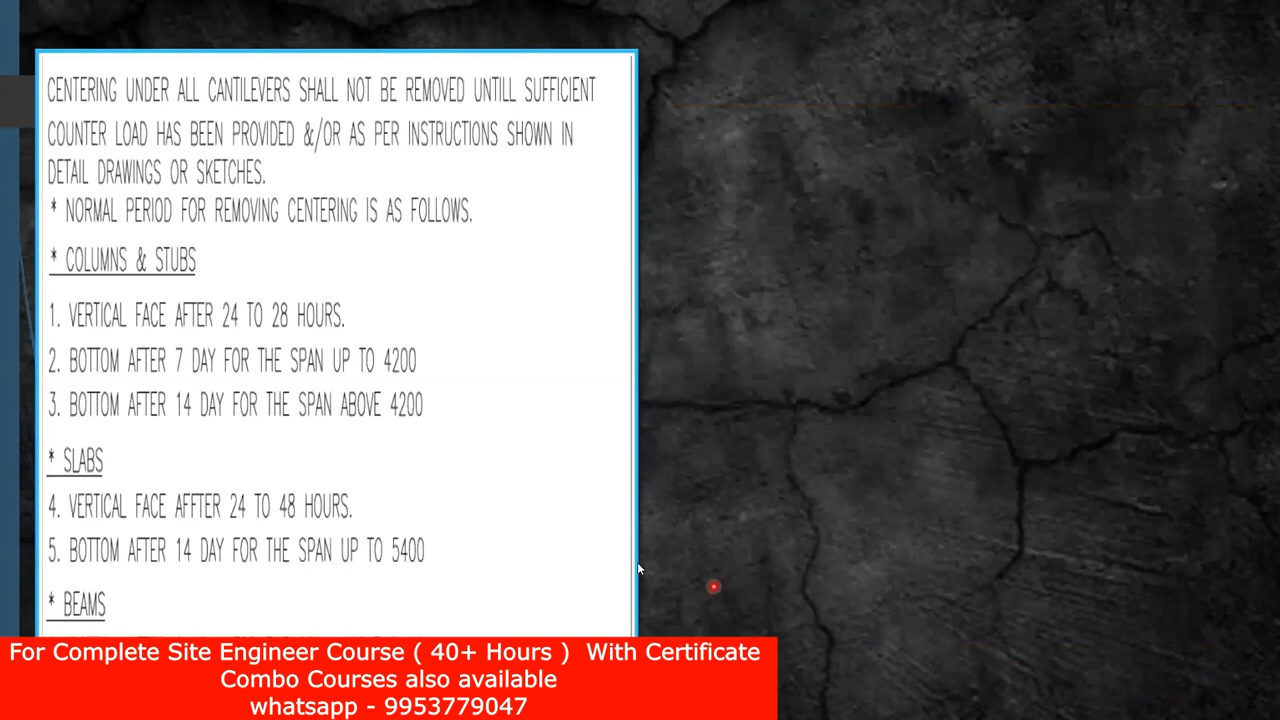 CENTERING UNDER ALL CANTILEVERS SHALL NOT BE REMOVED UNTILL SUFFICIENT
COUNTER LOAD HAS BEEN PROVIDED &/OR AS PER INSTRUCTIONS SHOWN IN
DETAIL DRAWINGS OR SKETCHES.
* NORMAL PERIOD FOR REMOVING CENTERING IS AS FOLLOWS.
* COLUMNS & STUBS
1. VERTICAL FACE AFTER 24 TO 28 HOURS.
2. BOTTOM AFTER 7 DAY FOR THE SPAN UP TO 4200
3. BOTTOM AFTER 14 DAY FOR THE SPAN ABOVE 4200
* SLABS
4. VERTICAL FACE AFFTER 24 TO 48 HOURS.
5. BOTTOM AFTER 14 DAY FOR THE SPAN UP TO 5400
* BEAMS
For Complete Site Engineer Course ( 40+ Hours ) With Certificate
Combo Courses also available
whatsapp - 9953779047